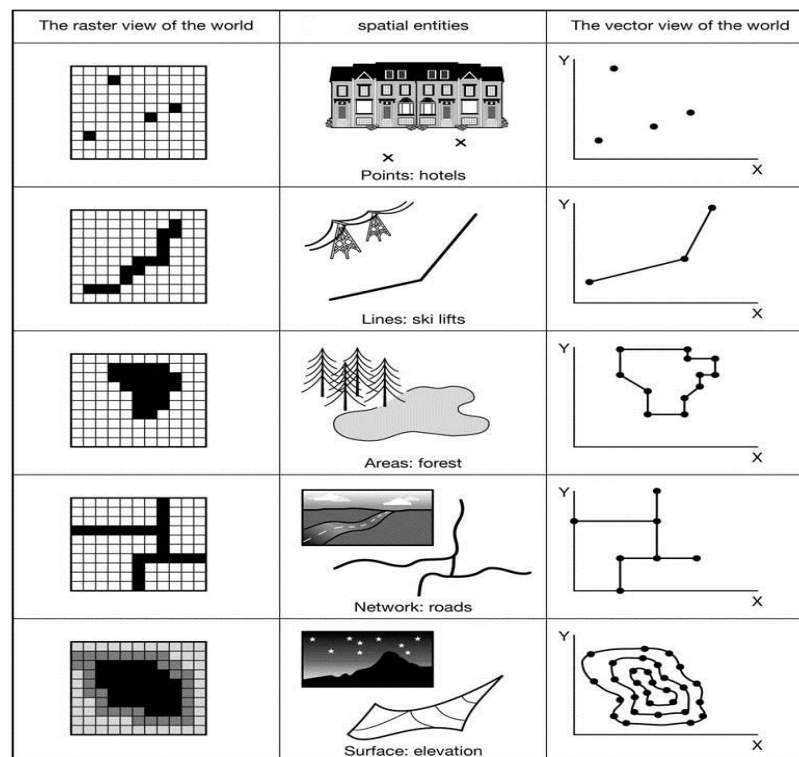 The raster view of the world
spatial entities
The vector view of the world
Y
X
Points: hotels
Y
X
Lines: ski lifts
Y
X
Areas: forest
Y
X
Network: roads
Y
X
Surface: elevation